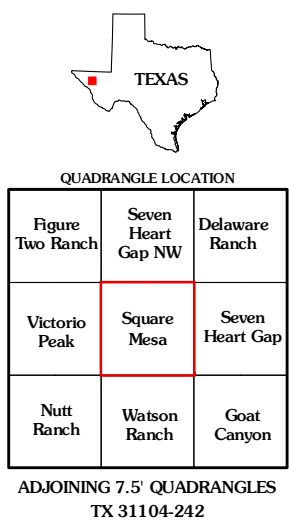 TEXAS
QUADRANGLE LOCATION
Figure
Two Ranch
Seven
Heart
Gap NW
Delaware
Ranch
Victorio
Peak
Square
Mesa
Seven
Heart Gap
Nutt
Ranch
Watson
Ranch
Goat
Canyon
ADJOINING 7.5' QUADRANGLES
TX 31104-242